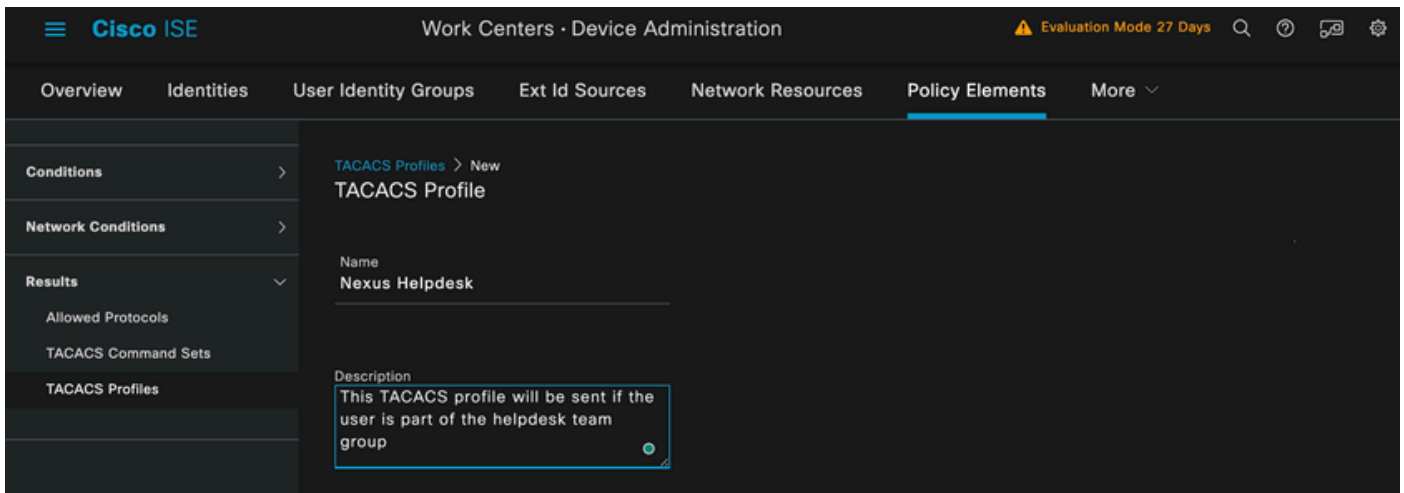 Cisco ISE
Work Centers · Device Administration
Evaluation Mode 27 Days
Overview
Identities
User Identity Groups
Ext Id Sources
Network Resources
Policy Elements
More
Conditions
Network Conditions
Results
Allowed Protocols
TACACS Command Sets
TACACS Profiles
TACACS Profiles > New
TACACS Profile
Name
Nexus Helpdesk
Description
This TACACS profile will be sent if the
user is part of the helpdesk team
group